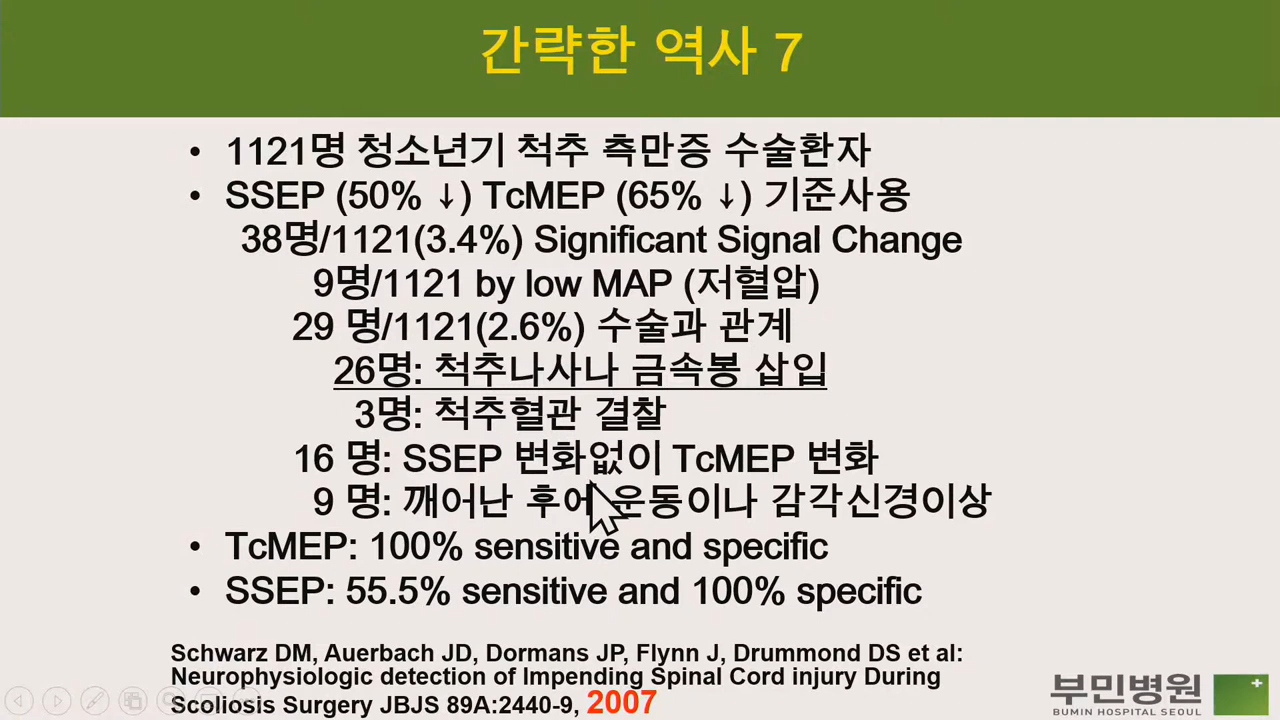 간략한 역사 7
• 1121명 청소년기 척추 측만증 수술환자
• SSEP (50% ↓) TcMEP (65% ↓) 기준사용
38명/1121(3.4%) Significant Signal Change
9명/1121 by low MAP (저혈압)
29 명/1121(2.6%) 수술과 관계
26명: 척추나사나 금속봉 삽입
3명: 척추혈관 결찰
16 명: SSEP 변화없이 TcMEP 변화
9 명: 깨어난 후에 운동이나 감각신경이상
• TcMEP: 100% sensitive and specific
• SSEP: 55.5% sensitive and 100% specific
Schwarz DM, Auerbach JD, Dormans JP, Flynn J, Drummond DS et al:
Neurophysiologic detection of Impending Spinal Cord injury During
Scoliosis Surgery JBJS 89A:2440-9, 2007
부민병원
BUMIN HOSPITAL SEOUL